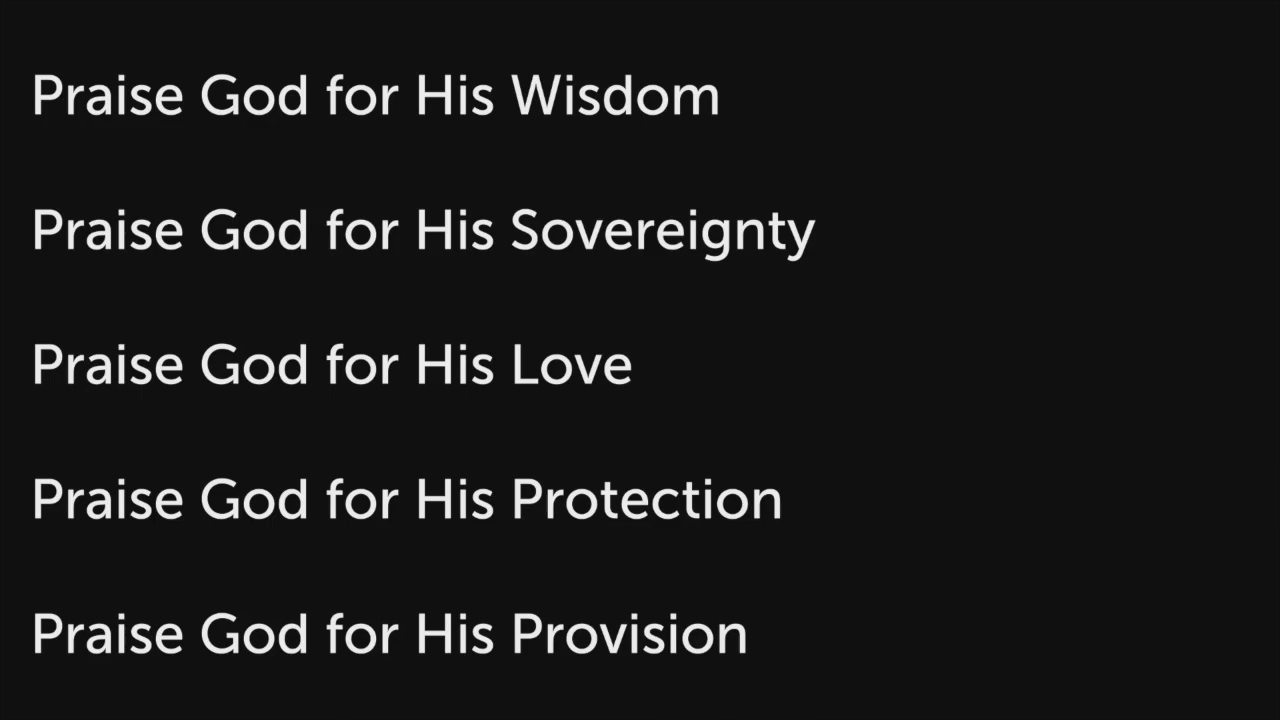 Praise God for His Wisdom
Praise God for His Sovereignty
Praise God for His Love
Praise God for His Protection
Praise God for His Provision